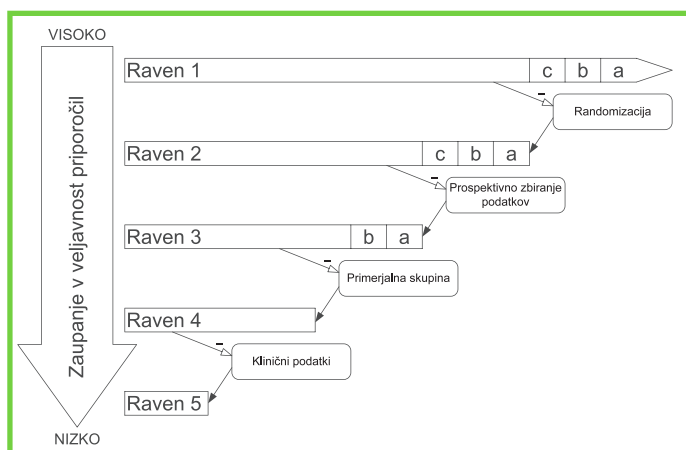 VISOKO
Zaupanje v veljavnost priporočil
Raven 1 c b a
–
Randomizacija
Raven 2 c b a
–
Prospektivno zbiranje
podatkov
Raven 3 b a
–
Primerjalna skupina
Raven 4
–
Klinični podatki
Raven 5
NIZKO